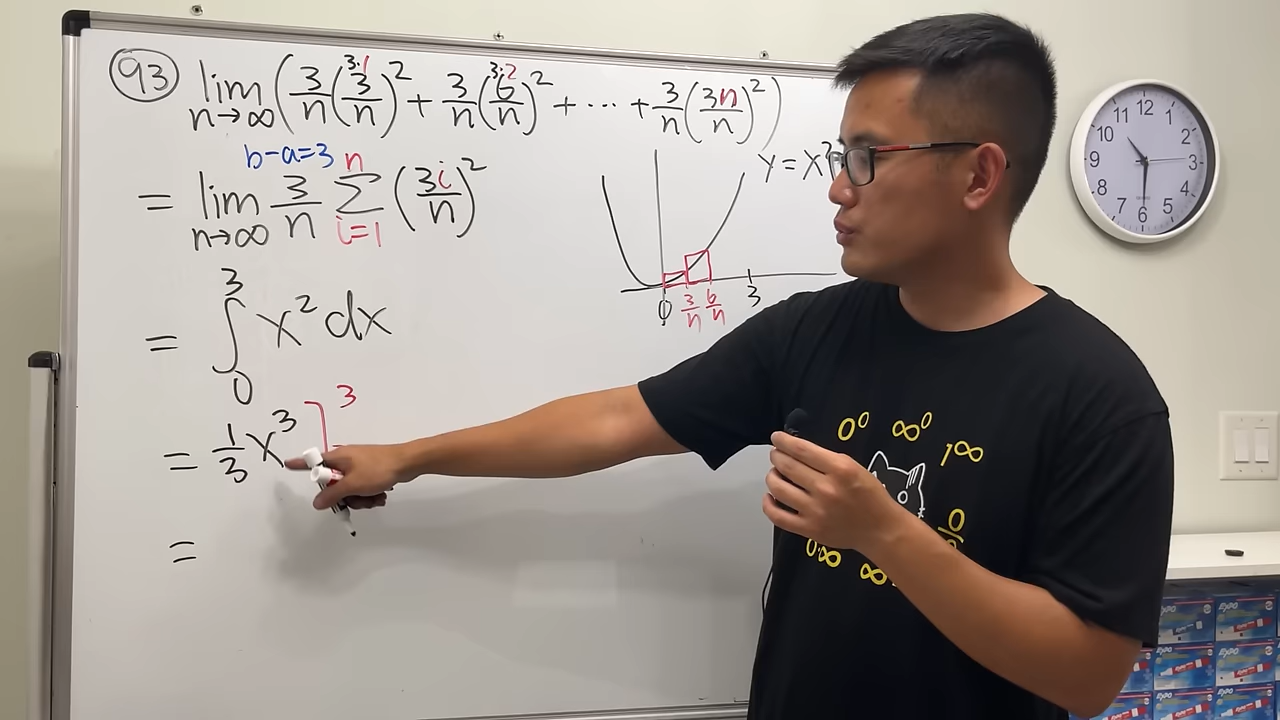 93 lim n→∞ (3/n (3·1 3/n)² + 3/n (3·2 6/n)² + ··· + 3/n (3n/n)²)
b-a=3
= lim n→∞ 3/n Σ i=1 n (3i/n)²
y = x²
0 3/n 6/n 3
= ∫ 0 3 x² dx
= 1/3 x³ ] 3
=
12 1 2 3 4 5 6 7 8 9 10 11
0⁰ ∞⁰ 1^∞
0·∞
EXPO